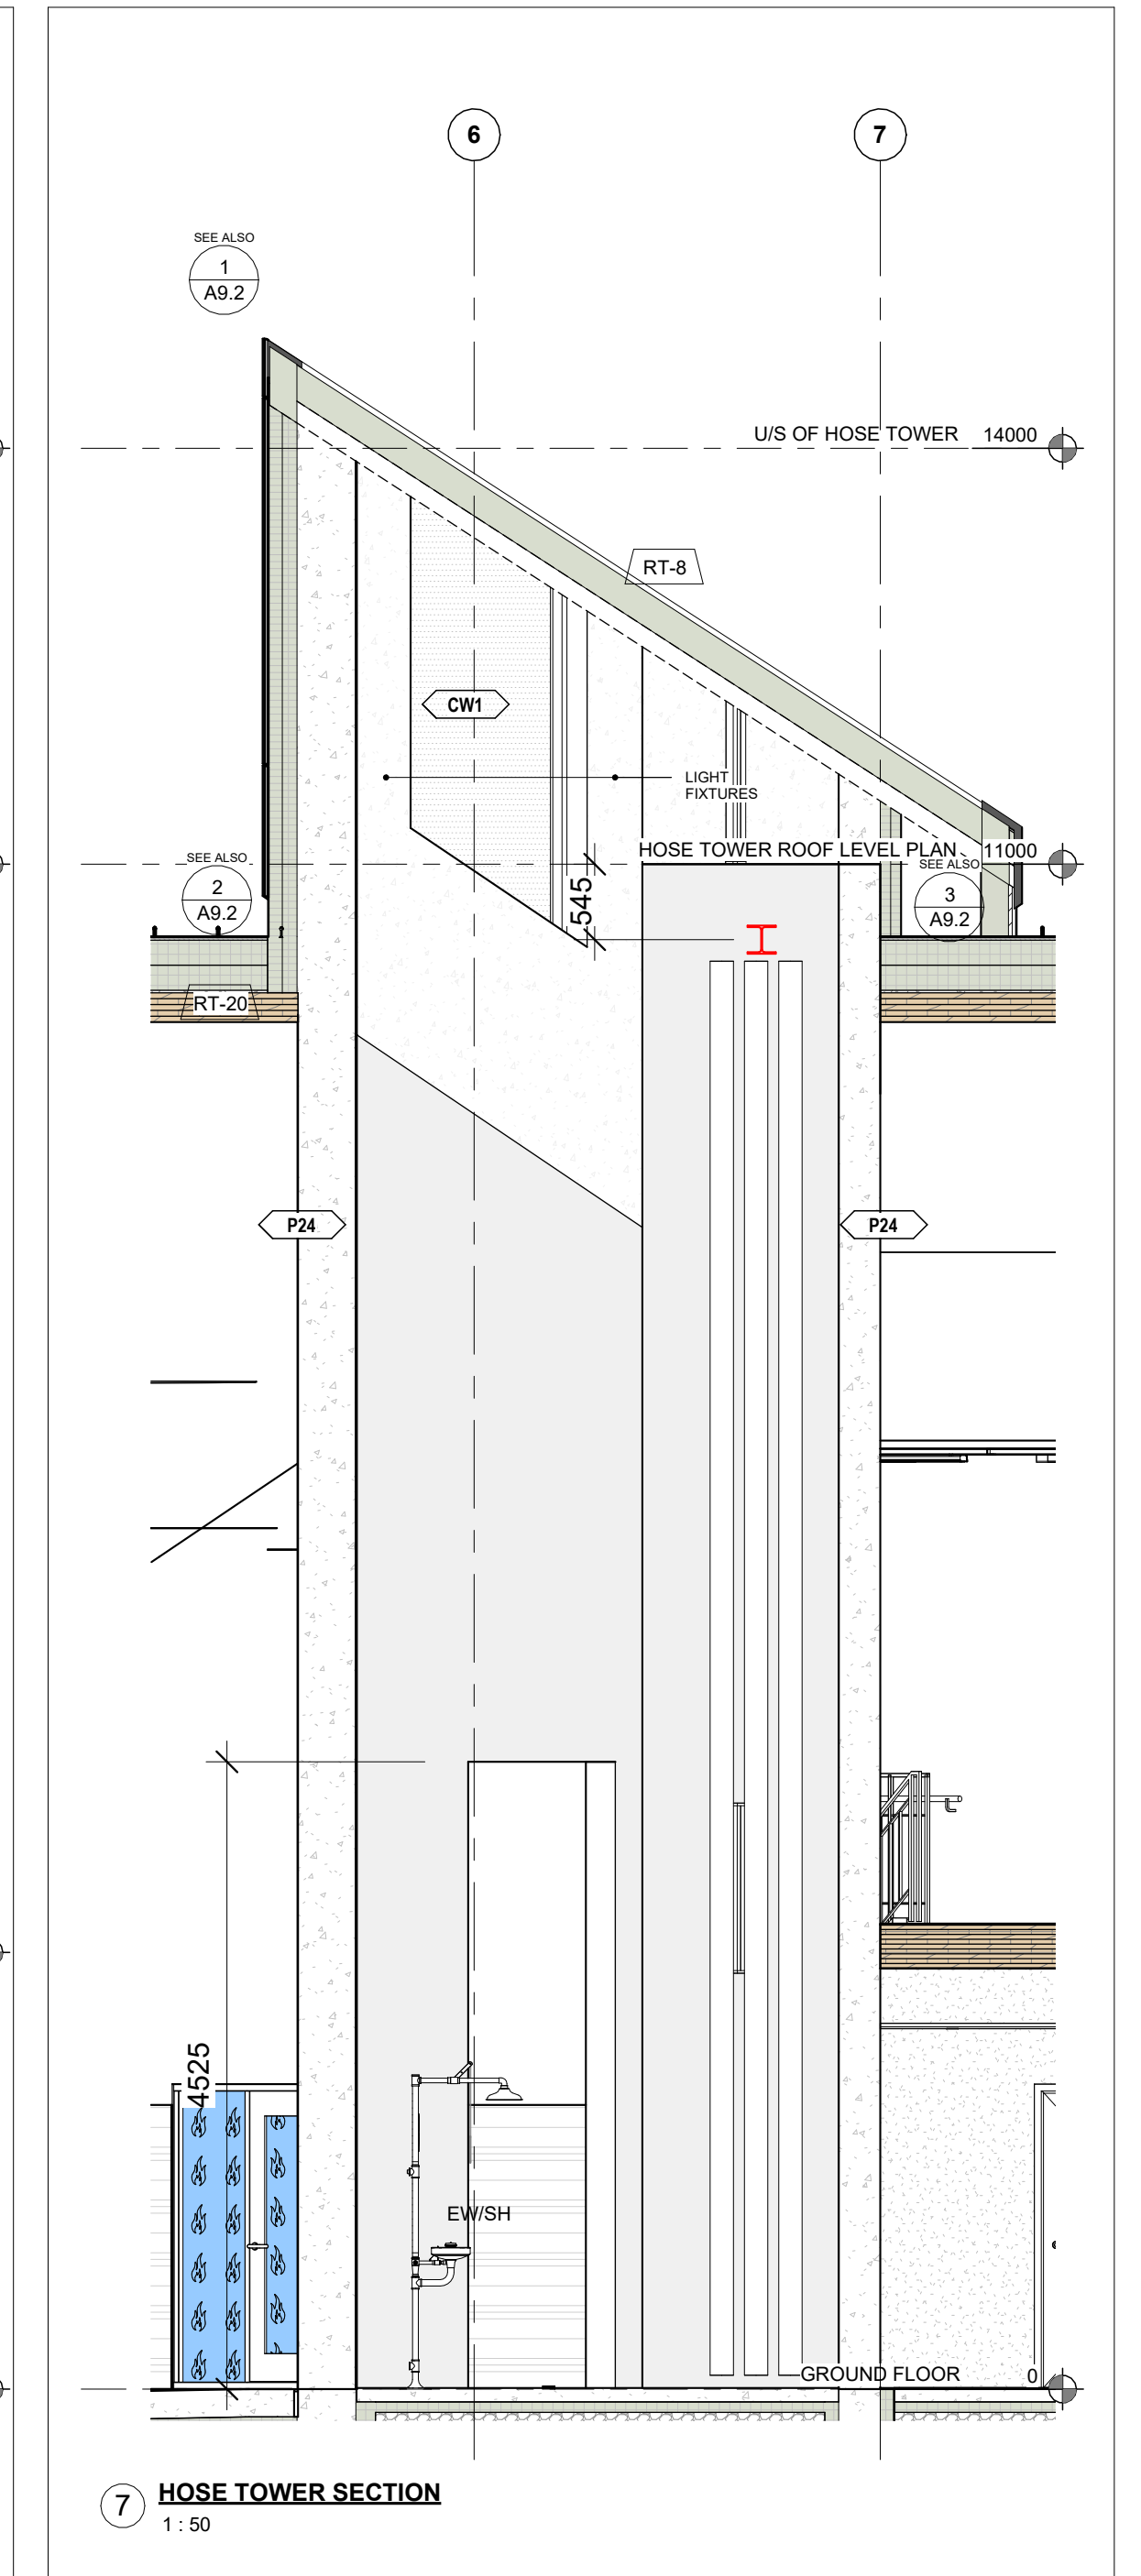 6
7
SEE ALSO
1
A9.2
U/S OF HOSE TOWER 14000
RT-8
CW1
LIGHT
FIXTURES
HOSE TOWER ROOF LEVEL PLAN 11000
SEE ALSO
2
A9.2
SEE ALSO
3
A9.2
545
RT-20
P24
P24
4525
EW/SH
GROUND FLOOR 0
7 HOSE TOWER SECTION
1 : 50